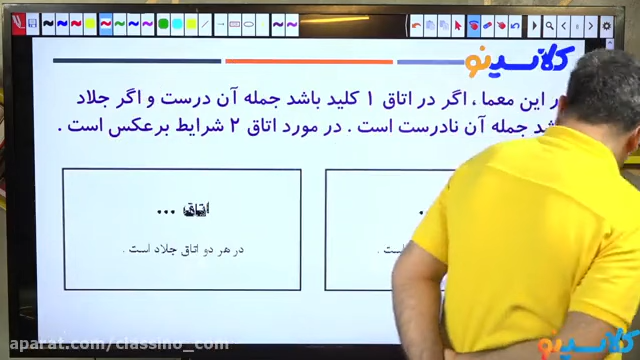 کلاسینو
ر این معما ، اگر در اتاق ۱ کلید باشد جمله آن درست و اگر جلاد
شد جمله آن نادرست است . در مورد اتاق ۲ شرایط برعکس است .
اتاق ...
در هر دو اتاق جلاد است .
است .
aparat.com/classino_com
کلاسینو